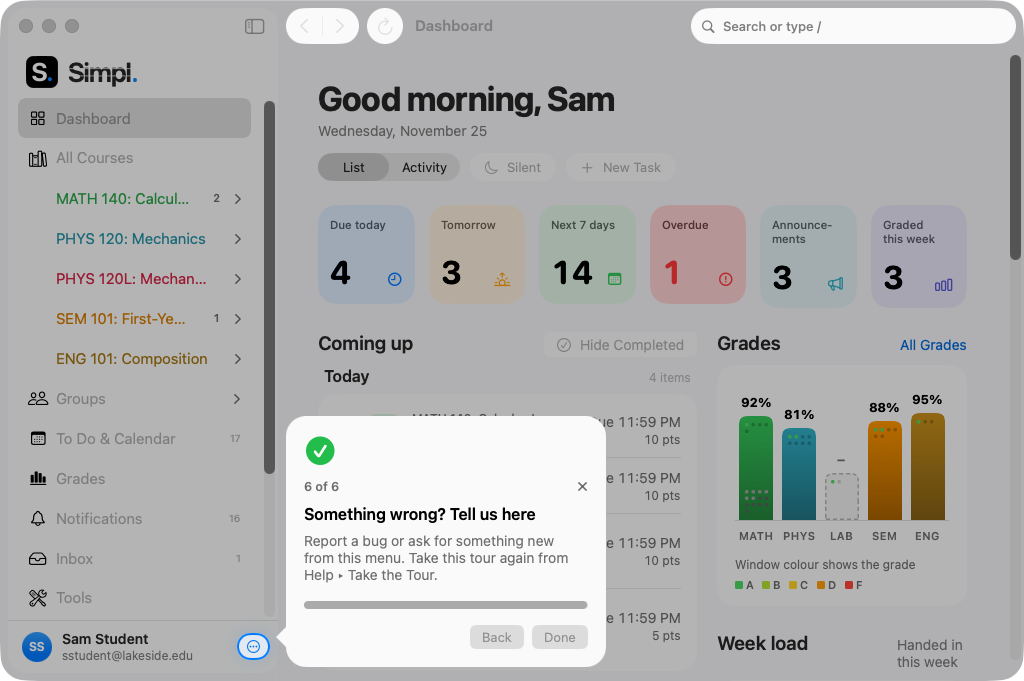 Dashboard
Search or type /
S.
Simpl.
Dashboard
All Courses
MATH 140: Calcul... 2
PHYS 120: Mechanics
PHYS 120L: Mechan...
SEM 101: First-Ye... 1
ENG 101: Composition
Groups
To Do & Calendar 17
Grades
Notifications 16
Inbox 1
Tools
SS
Sam Student
sstudent@lakeside.edu
Good morning, Sam
Wednesday, November 25
List Activity Silent New Task
Due today
4
Tomorrow
3
Next 7 days
14
Overdue
1
Announce-
ments
3
Graded
this week
3
Coming up
Hide Completed
Today
4 items
11:59 PM
10 pts
11:59 PM
10 pts
11:59 PM
10 pts
11:59 PM
5 pts
6 of 6
Something wrong? Tell us here
Report a bug or ask for something new
from this menu. Take this tour again from
Help ▸ Take the Tour.
Back Done
Grades
All Grades
92% 81% – 88% 95%
MATH PHYS LAB SEM ENG
Window colour shows the grade
A B C D F
Week load
Handed in
this week